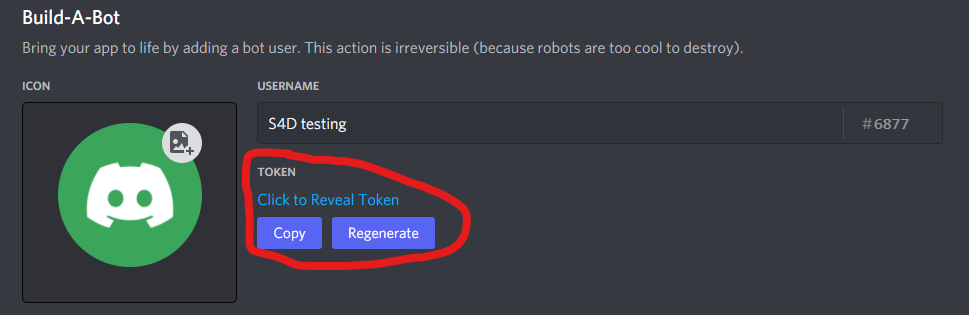 Build-A-Bot
Bring your app to life by adding a bot user. This action is irreversible (because robots are too cool to destroy).
ICON
USERNAME
S4D testing #6877
TOKEN
Click to Reveal Token
Copy Regenerate